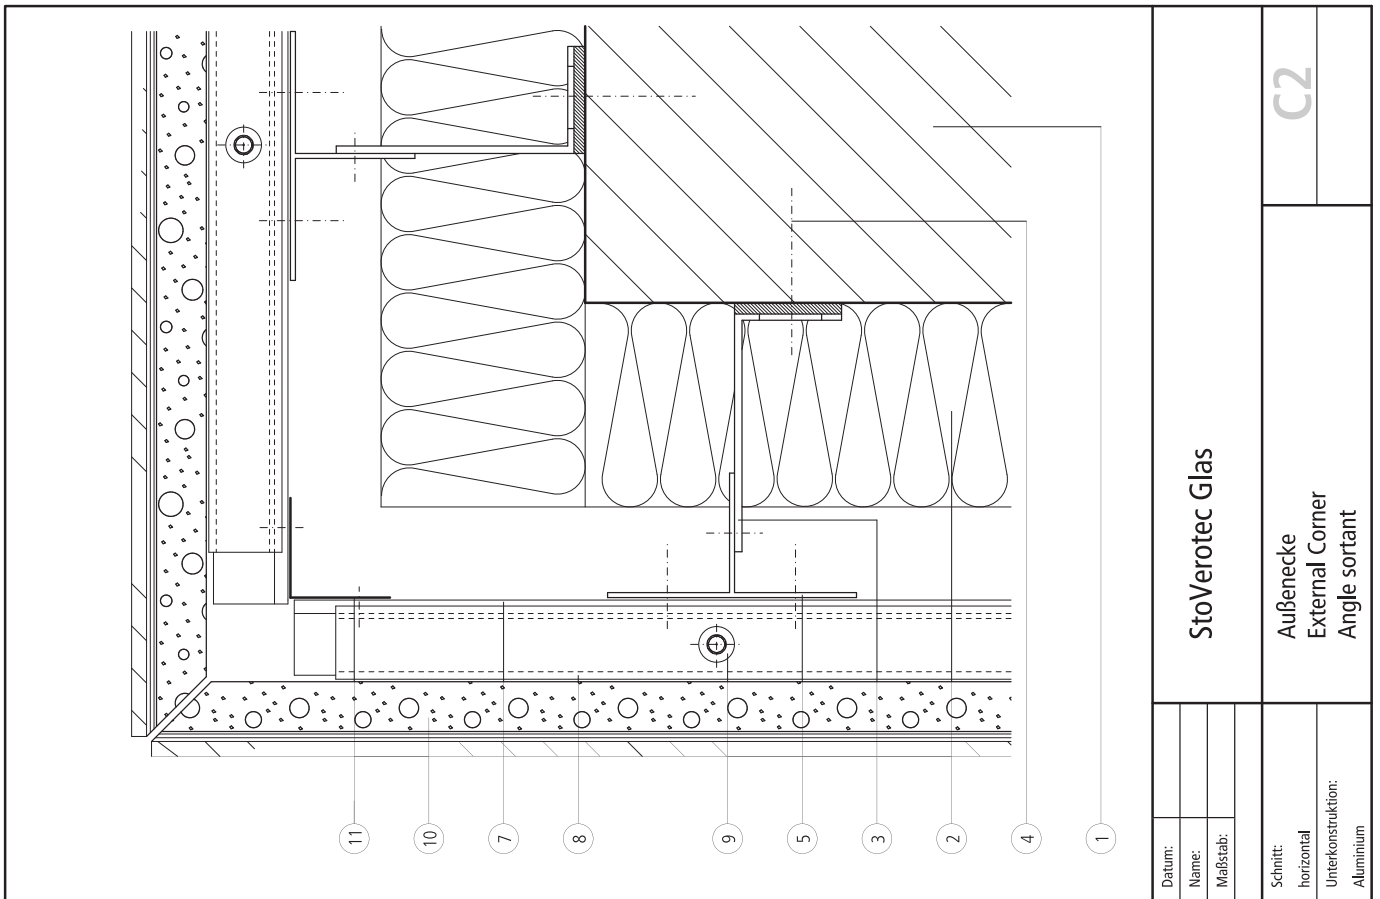 11
10
7
8
9
5
3
2
4
1
Datum:
Name:
Maßstab:
StoVerotec Glas
Schnitt:
horizontal
Unterkonstruktion:
Aluminium
Außenecke
External Corner
Angle sortant
C2